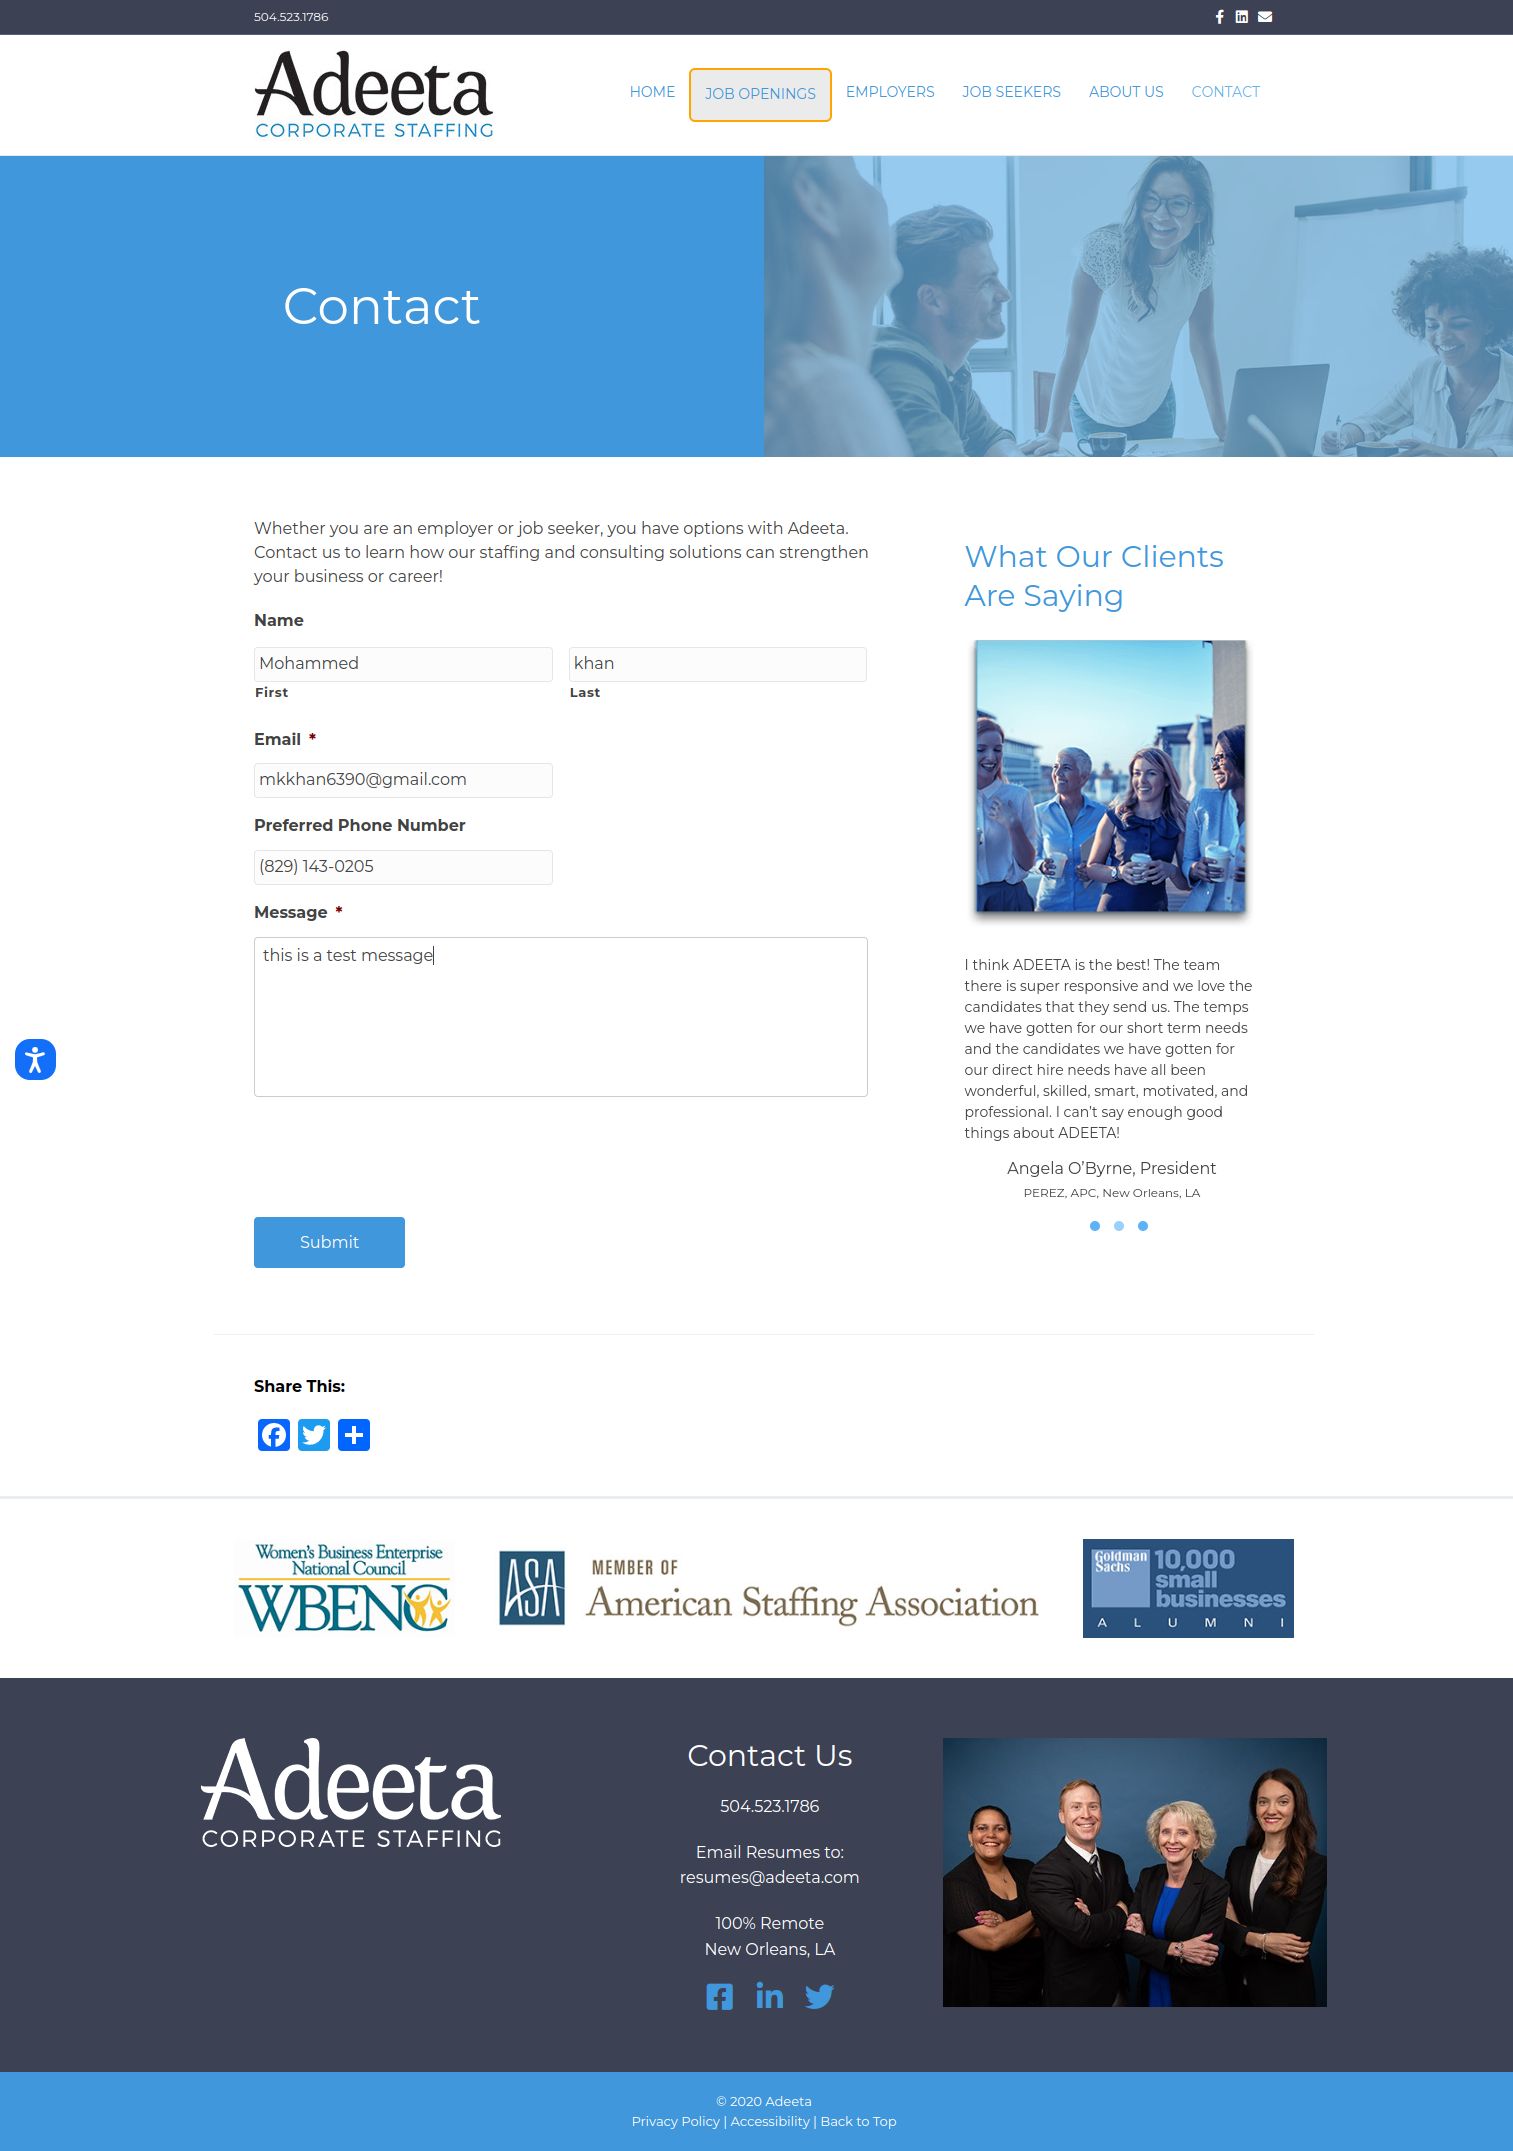 504.523.1786
Adeeta
CORPORATE STAFFING
HOME JOB OPENINGS EMPLOYERS JOB SEEKERS ABOUT US CONTACT
Contact
Whether you are an employer or job seeker, you have options with Adeeta.
Contact us to learn how our staffing and consulting solutions can strengthen
your business or career!
Name
Mohammed khan
First Last
Email *
mkkhan6390@gmail.com
Preferred Phone Number
(829) 143-0205
Message *
this is a test message
Submit
What Our Clients
Are Saying
I think ADEETA is the best! The team
there is super responsive and we love the
candidates that they send us. The temps
we have gotten for our short term needs
and the candidates we have gotten for
our direct hire needs have all been
wonderful, skilled, smart, motivated, and
professional. I can’t say enough good
things about ADEETA!
Angela O’Byrne, President
PEREZ, APC, New Orleans, LA
Share This:
Women's Business Enterprise
National Council
WBENC
ASA
MEMBER OF
American Staffing Association
Goldman
Sachs
10,000
small
businesses
ALUMNI
Adeeta
CORPORATE STAFFING
Contact Us
504.523.1786
Email Resumes to:
resumes@adeeta.com
100% Remote
New Orleans, LA
© 2020 Adeeta
Privacy Policy | Accessibility | Back to Top